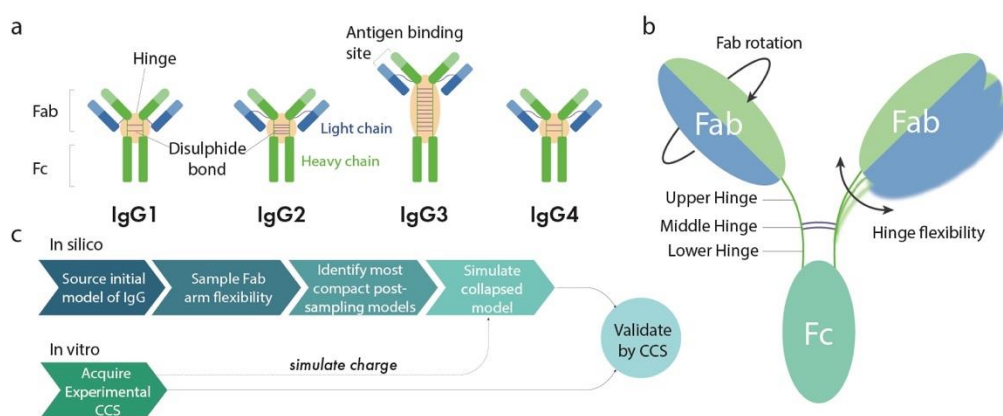 a
Hinge
Antigen binding
site
Fab
Fc
Light chain
Disulphide
bond
Heavy chain
IgG1
IgG2
IgG3
IgG4
b
Fab rotation
Fab
Fab
Upper Hinge
Middle Hinge
Lower Hinge
Hinge flexibility
Fc
c
In silico
Source initial
model of IgG
Sample Fab
arm flexibility
Identify most
compact post-
sampling models
Simulate
collapsed
model
Validate
by CCS
In vitro
simulate charge
Acquire
Experimental
CCS